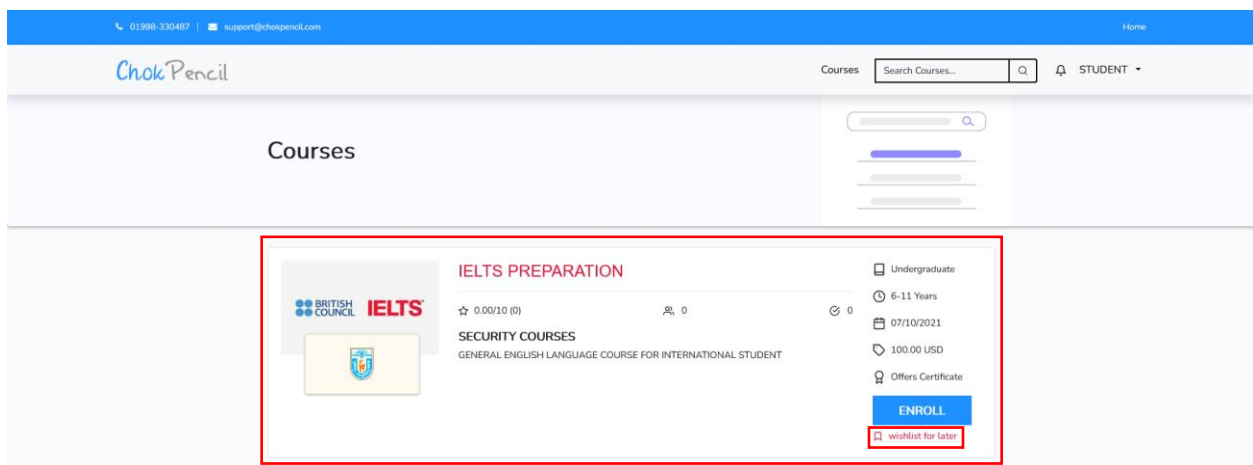 01998-330487 | support@chokpencil.com
Home
ChokPencil
Courses
Search Courses...
STUDENT
Courses
BRITISH COUNCIL IELTS
IELTS PREPARATION
0.00/10 (0) 0 0
SECURITY COURSES
GENERAL ENGLISH LANGUAGE COURSE FOR INTERNATIONAL STUDENT
Undergraduate
6-11 Years
07/10/2021
100.00 USD
Offers Certificate
ENROLL
wishlist for later